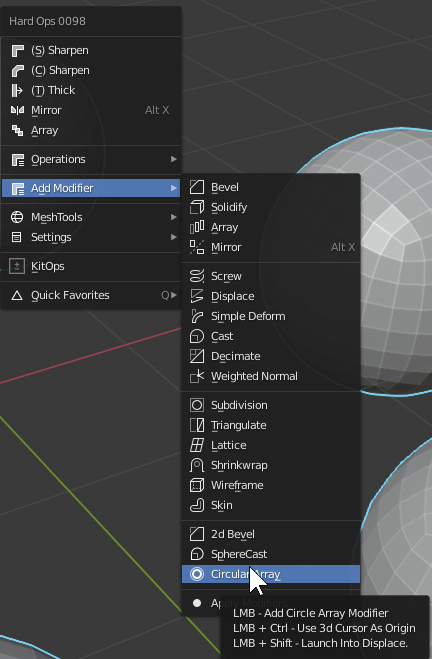 Hard Ops 0098
(S) Sharpen
(C) Sharpen
(T) Thick
Mirror Alt X
Array
Operations
Add Modifier
MeshTools
Settings
KitOps
Quick Favorites Q
Bevel
Solidify
Array
Mirror Alt X
Screw
Displace
Simple Deform
Cast
Decimate
Weighted Normal
Subdivision
Triangulate
Lattice
Shrinkwrap
Wireframe
Skin
2d Bevel
SphereCast
Circular Array
LMB - Add Circle Array Modifier
LMB + Ctrl - Use 3d Cursor As Origin
LMB + Shift - Launch Into Displace.